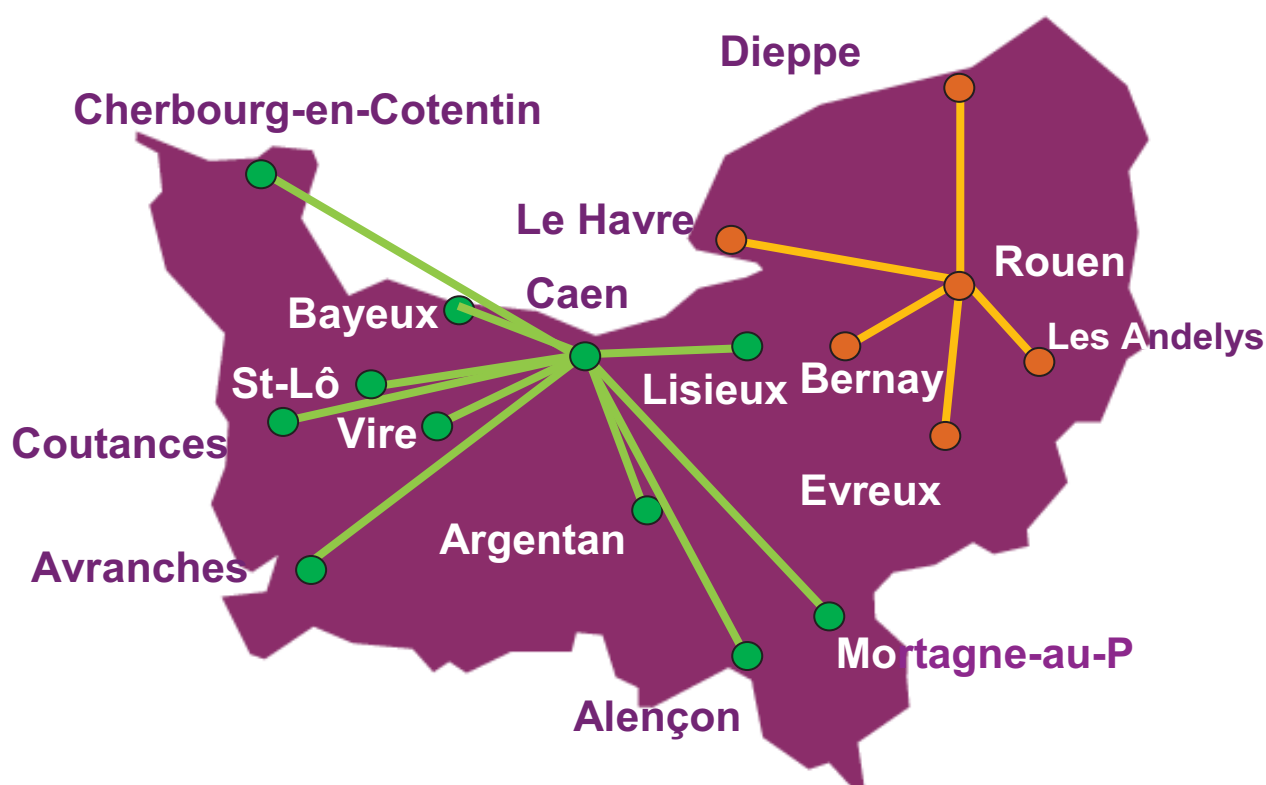 Dieppe
Cherbourg-en-Cotentin
Le Havre
Rouen
Caen
Bayeux
Les Andelys
St-Lô
Lisieux
Bernay
Vire
Coutances
Evreux
Argentan
Avranches
Mortagne-au-P
Alençon